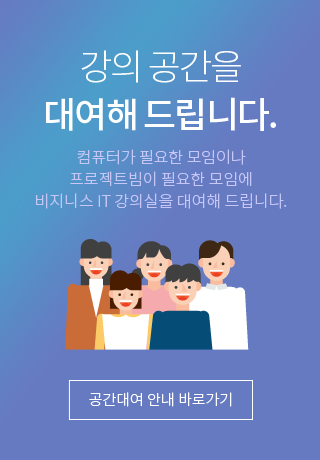 강의 공간을
대여해 드립니다.
컴퓨터가 필요한 모임이나
프로젝트빔이 필요한 모임에
비지니스 IT 강의실을 대여해 드립니다.
공간대여 안내 바로가기